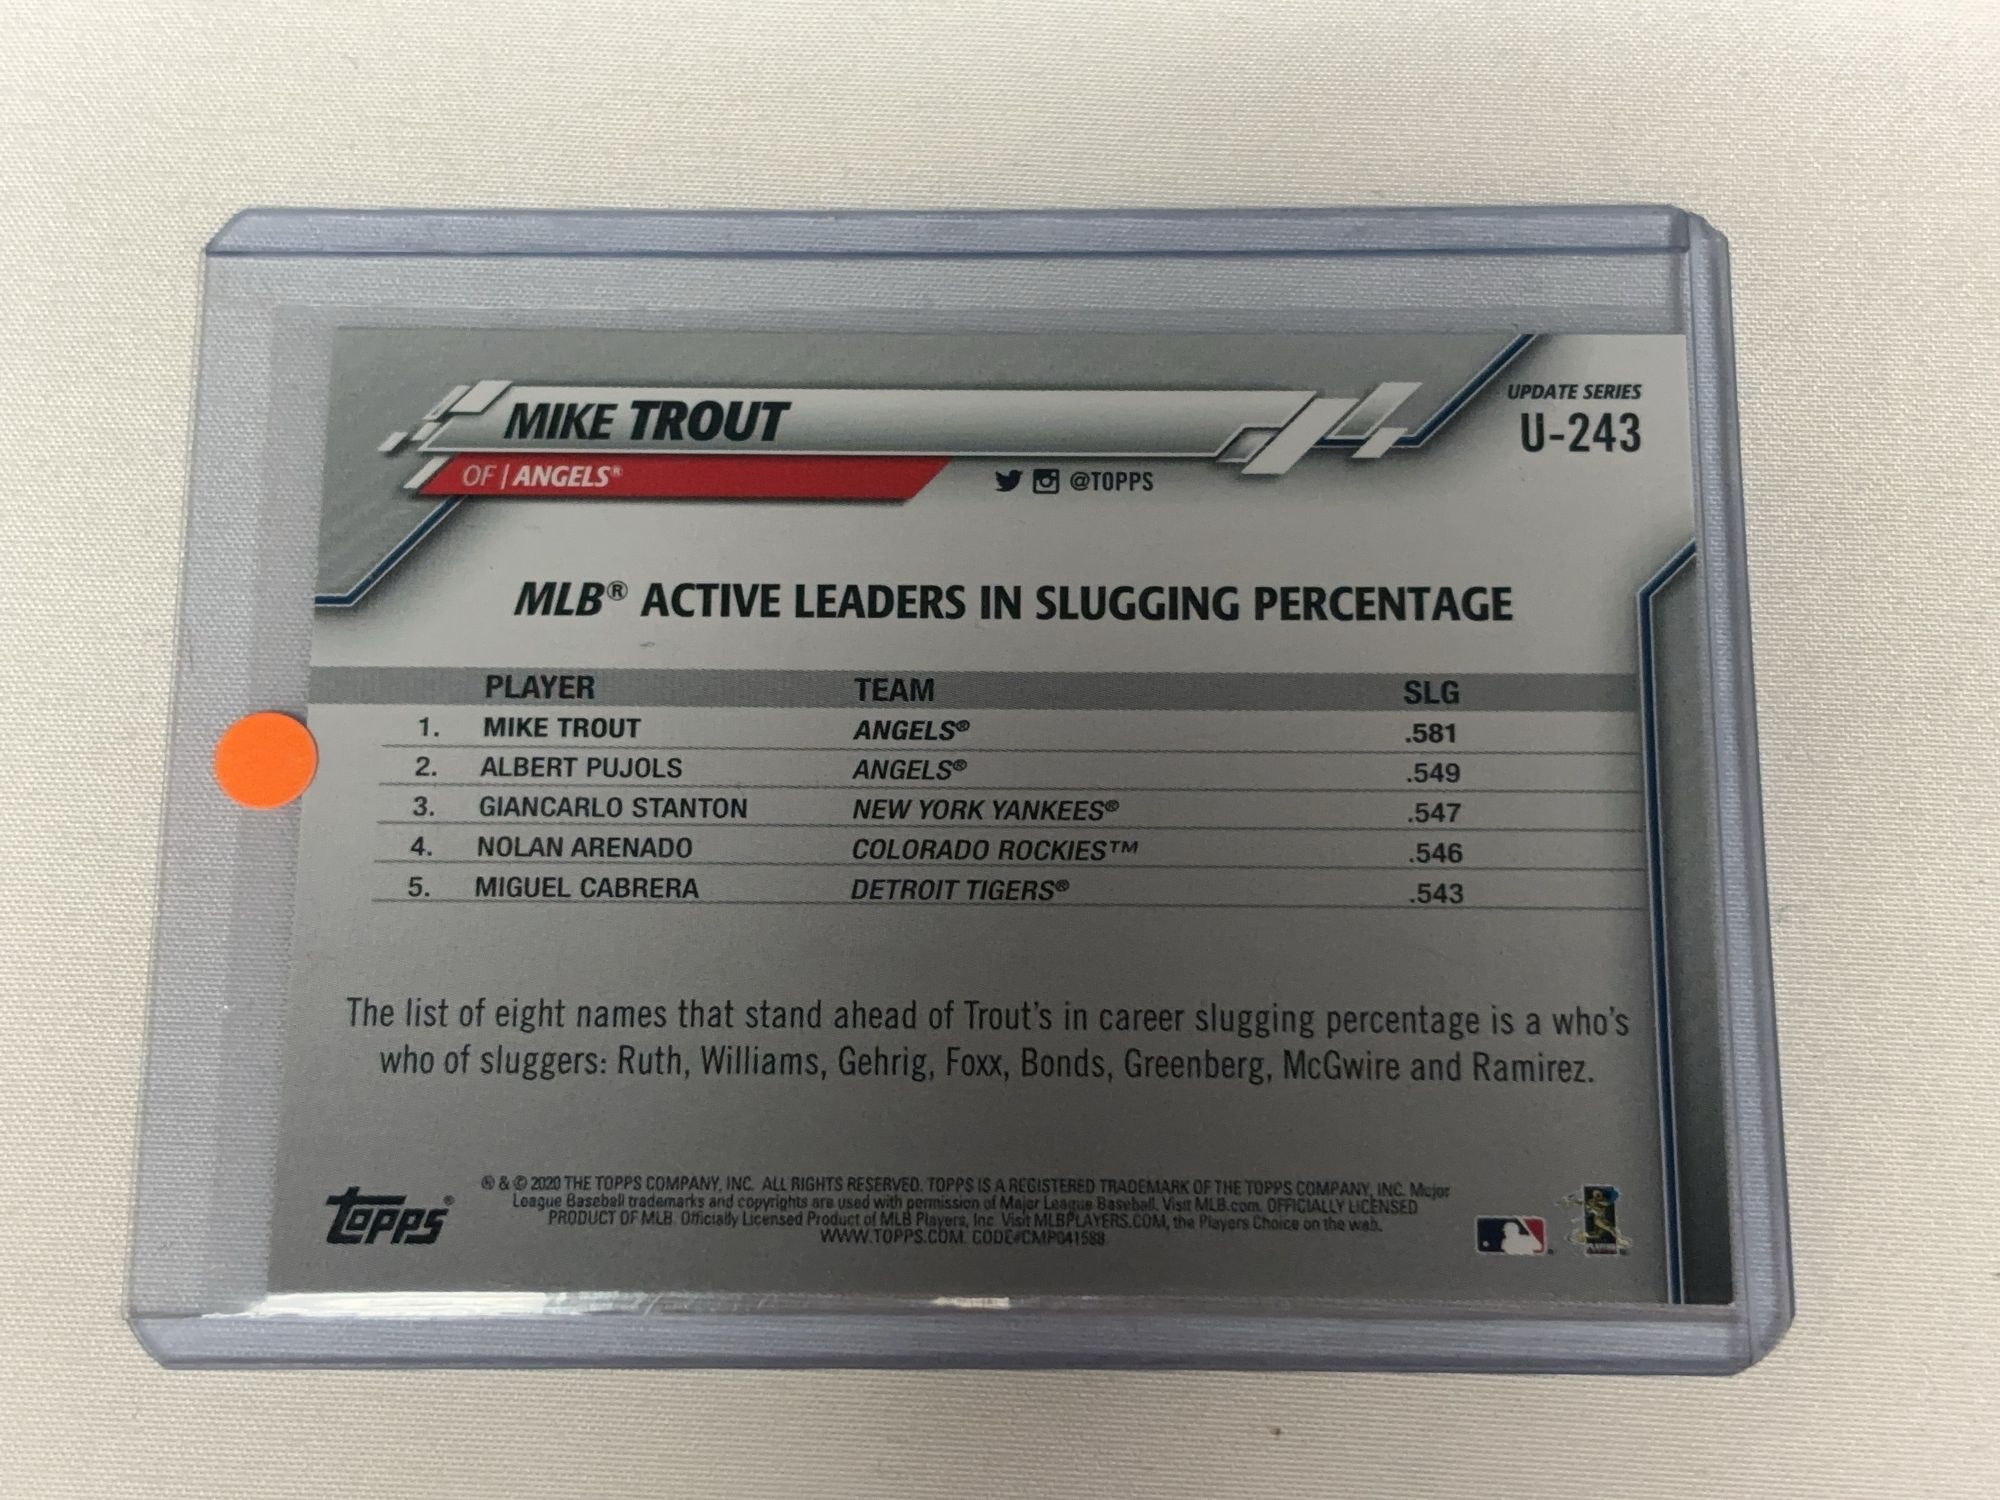 UPDATE SERIES
U-243
MIKE TROUT
OF | ANGELS®
@TOPPS
MLB® ACTIVE LEADERS IN SLUGGING PERCENTAGE
PLAYER TEAM SLG
1. MIKE TROUT ANGELS® .581
2. ALBERT PUJOLS ANGELS® .549
3. GIANCARLO STANTON NEW YORK YANKEES® .547
4. NOLAN ARENADO COLORADO ROCKIES™ .546
5. MIGUEL CABRERA DETROIT TIGERS® .543
The list of eight names that stand ahead of Trout's in career slugging percentage is a who's
who of sluggers: Ruth, Williams, Gehrig, Foxx, Bonds, Greenberg, McGwire and Ramirez.
Topps®
® & © 2020 THE TOPPS COMPANY, INC. ALL RIGHTS RESERVED. TOPPS IS A REGISTERED TRADEMARK OF THE TOPPS COMPANY, INC. Major
League Baseball trademarks and copyrights are used with permission of Major League Baseball. Visit MLB.com. OFFICIALLY LICENSED
PRODUCT OF MLB. Officially Licensed Product of MLB Players, Inc. Visit MLBPLAYERS.COM, the Players Choice on the web.
WWW.TOPPS.COM. CODE#CMP041588